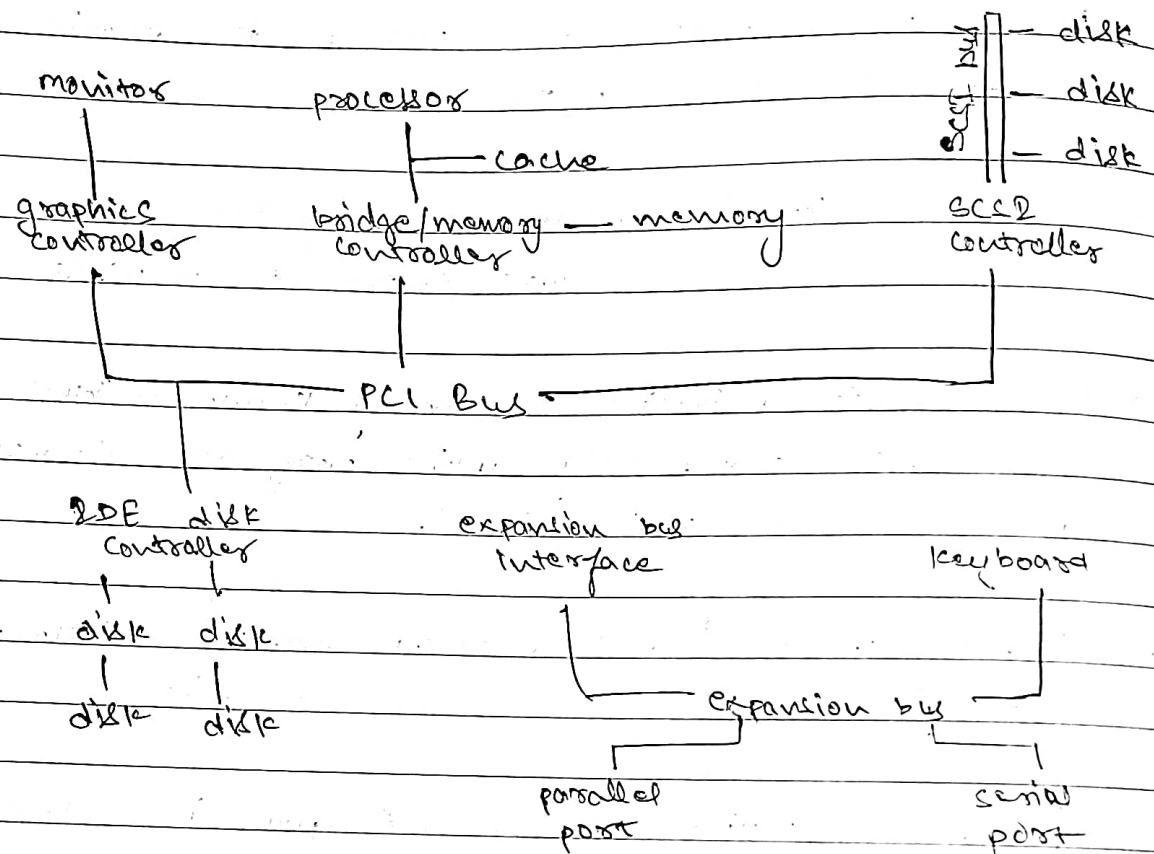 SCSI bus
disk
monitor
processor
disk
cache
disk
graphics
controller
bridge/memory
controller
memory
SCSI
controller
PCI Bus
IDE disk
controller
expansion bus
interface
keyboard
disk disk
disk disk
expansion bus
parallel
port
serial
port